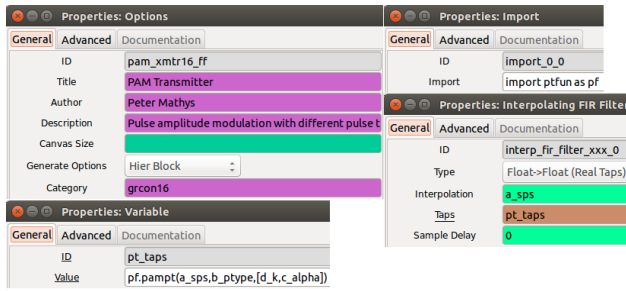 Properties: Options
General Advanced Documentation
ID pam_xmtr16_ff
Title PAM Transmitter
Author Peter Mathys
Description Pulse amplitude modulation with different pulse t
Canvas Size
Generate Options Hier Block
Category grcon16
Properties: Variable
General Advanced Documentation
ID pt_taps
Value pf.pampt(a_sps,b_ptype,[d_k,c_alpha])
Properties: Import
General Advanced Documentation
ID import_0_0
Import import ptfun as pf
Properties: Interpolating FIR Filter
General Advanced Documentation
ID interp_fir_filter_xxx_0
Type Float->Float (Real Taps)
Interpolation a_sps
Taps pt_taps
Sample Delay 0